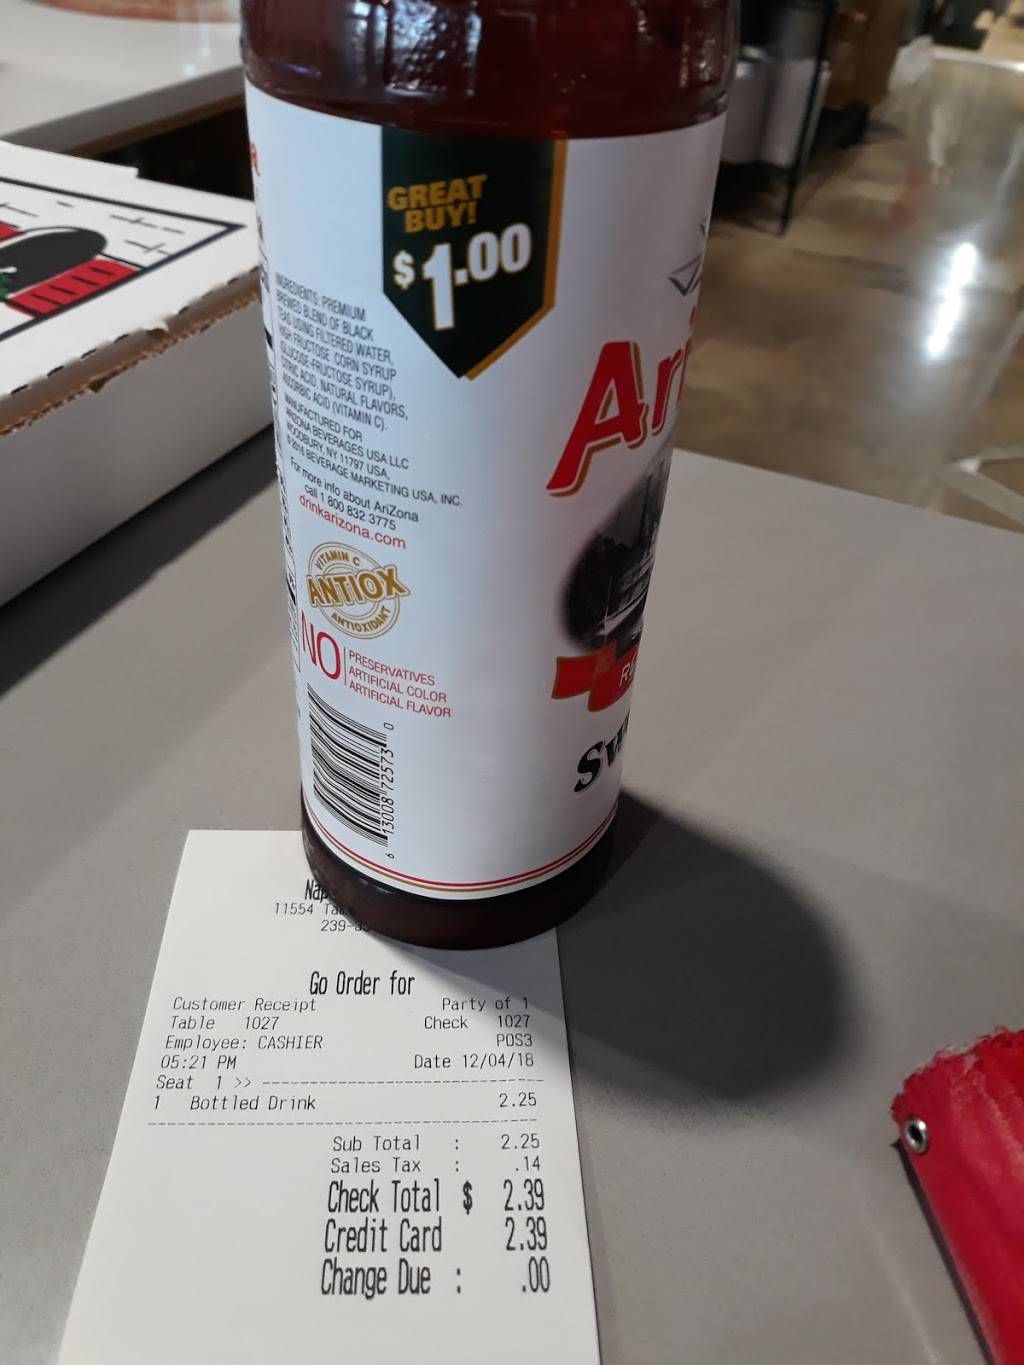 GREAT
BUY!
$1.00
INGREDIENTS: PREMIUM
BREWED BLEND OF BLACK
TEAS USING FILTERED WATER,
HIGH FRUCTOSE CORN SYRUP
(GLUCOSE-FRUCTOSE SYRUP),
CITRIC ACID, NATURAL FLAVORS,
ASCORBIC ACID (VITAMIN C).
MANUFACTURED FOR
ARIZONA BEVERAGES USA LLC
WOODBURY, NY 11797 USA,
© 2016 BEVERAGE MARKETING USA, INC.
For more info about AriZona
call 1 800 832 3775
drinkarizona.com
VITAMIN C
ANTIOX
ANTIOXIDANT
NO
PRESERVATIVES
ARTIFICIAL COLOR
ARTIFICIAL FLAVOR
6 13008 72573 0
Ari
Sw
Nap
11554 Ta
239-
Go Order for
Customer Receipt Party of 1
Table 1027 Check 1027
Employee: CASHIER POS3
05:21 PM Date 12/04/18
Seat 1 >> --------------------------------
1 Bottled Drink 2.25
Sub Total : 2.25
Sales Tax : .14
Check Total $ 2.39
Credit Card 2.39
Change Due : .00